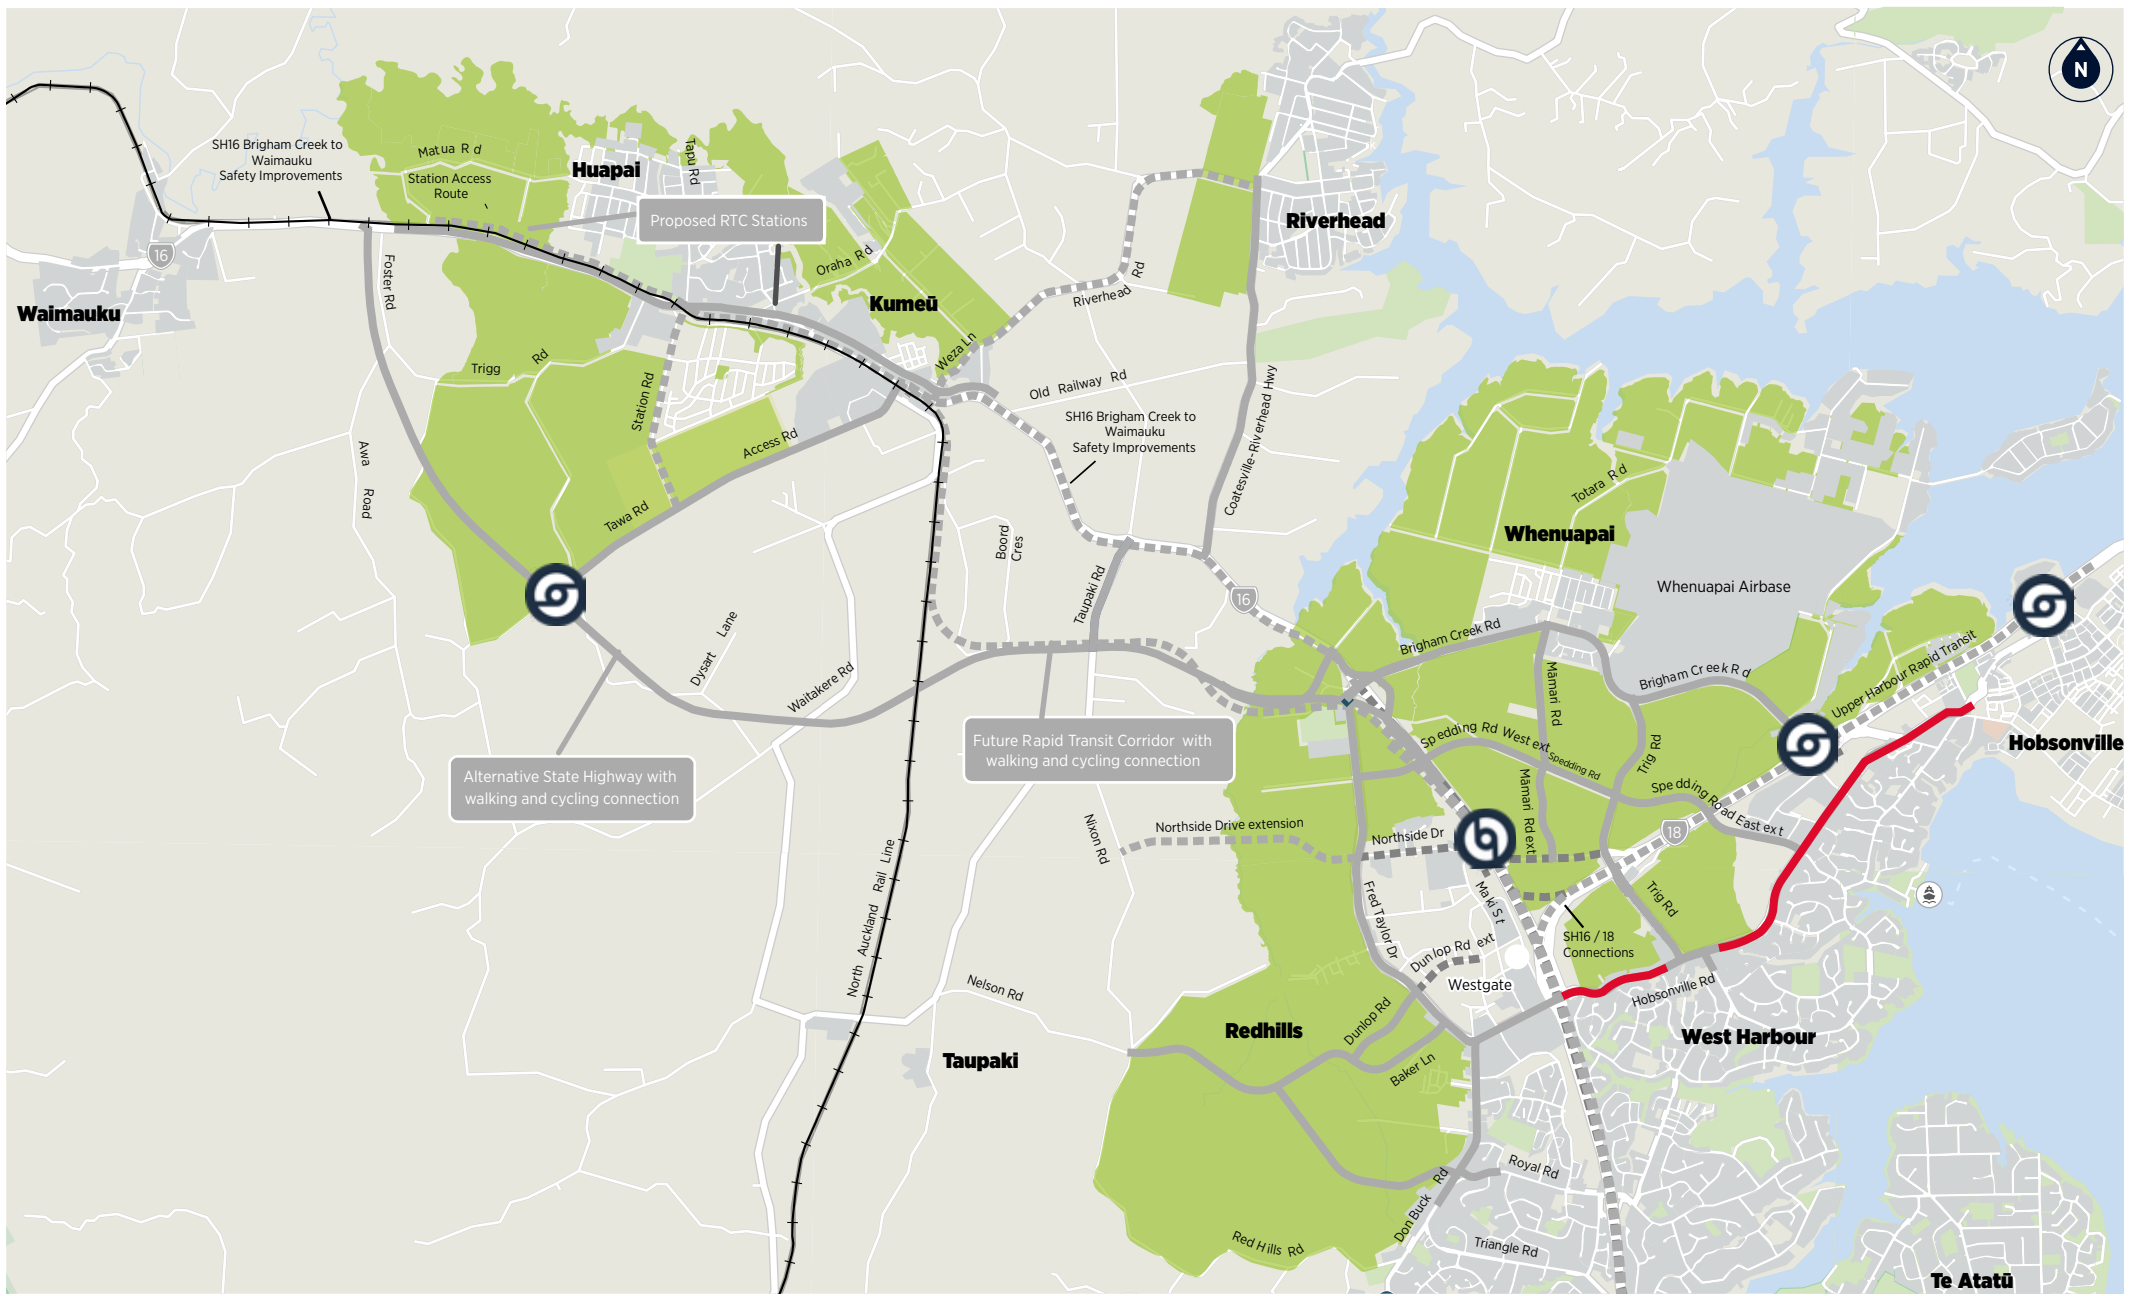 N
SH16 Brigham Creek to
Waimauku
Safety Improvements
Matua Rd
Station Access
Route
Huapai
Tapu Rd
Proposed RTC Stations
Riverhead
16
Waimauku
Foster Rd
Oraha Rd
Kumeū
Riverhead Rd
Weza Ln
Trigg Rd
Station Rd
Old Railway Rd
SH16 Brigham Creek to
Waimauku
Safety Improvements
Coatesville-Riverhead Hwy
Access Rd
Awa Road
Tawa Rd
Totara Rd
Whenuapai
Boord
Cres
Whenuapai Airbase
Taupaki Rd
16
Dysart Lane
Waitakere Rd
Brigham Creek Rd
Brigham Creek Rd
Māmari Rd
Upper Harbour Rapid Transit
Hobsonville
Future Rapid Transit Corridor with
walking and cycling connection
Alternative State Highway with
walking and cycling connection
Spedding Rd West ext
Spedding Rd
Trig Rd
Māmari Rd ext
Spedding Road East ext
18
Nixon Rd
Northside Drive extension
Northside Dr
North Auckland Rail Line
Fred Taylor Dr
Maki St
Trig Rd
SH16 / 18
Connections
Dunlop Rd ext
Westgate
Hobsonville Rd
Nelson Rd
Redhills
Dunlop Rd
West Harbour
Taupaki
Baker Ln
Royal Rd
Don Buck Rd
Red Hills Rd
Triangle Rd
Te Atatū